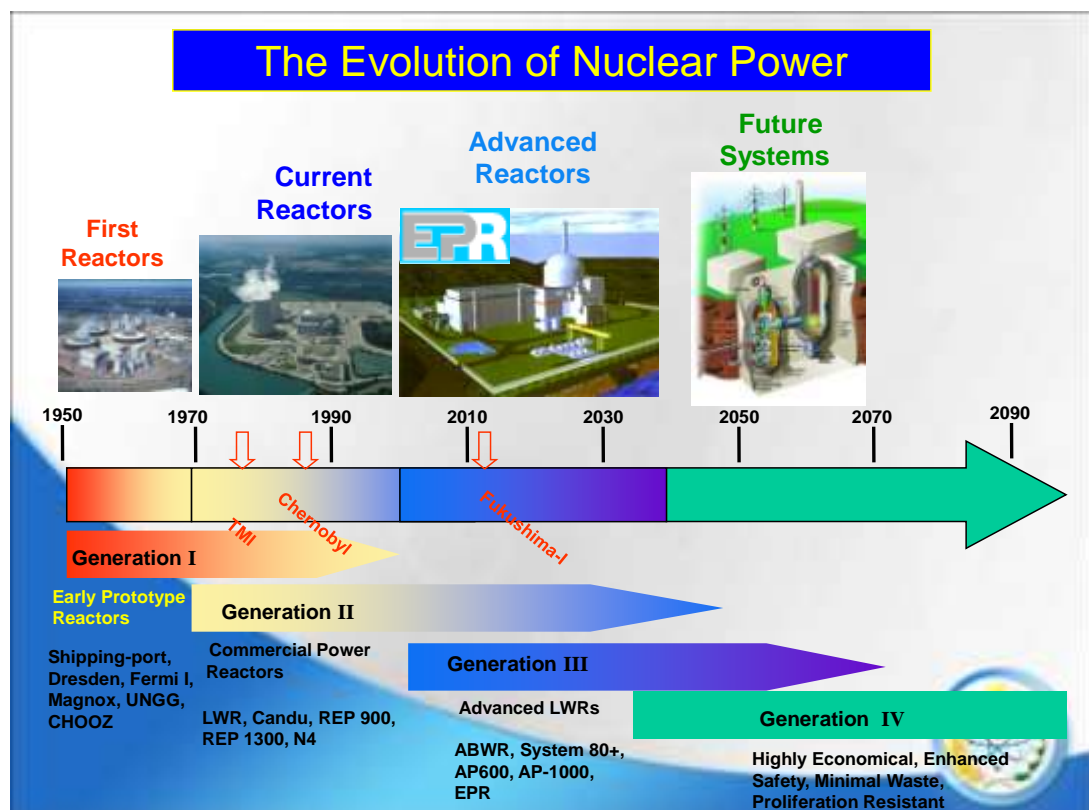 The Evolution of Nuclear Power
First
Reactors
Current
Reactors
Advanced
Reactors
Future
Systems
EPR
1950
1970
1990
2010
2030
2050
2070
2090
TMI
Chernobyl
Fukushima-I
Generation I
Early Prototype
Reactors
Shipping-port,
Dresden, Fermi I,
Magnox, UNGG,
CHOOZ
Generation II
Commercial Power
Reactors
LWR, Candu, REP 900,
REP 1300, N4
Generation III
Advanced LWRs
ABWR, System 80+,
AP600, AP-1000,
EPR
Generation IV
Highly Economical, Enhanced
Safety, Minimal Waste,
Proliferation Resistant